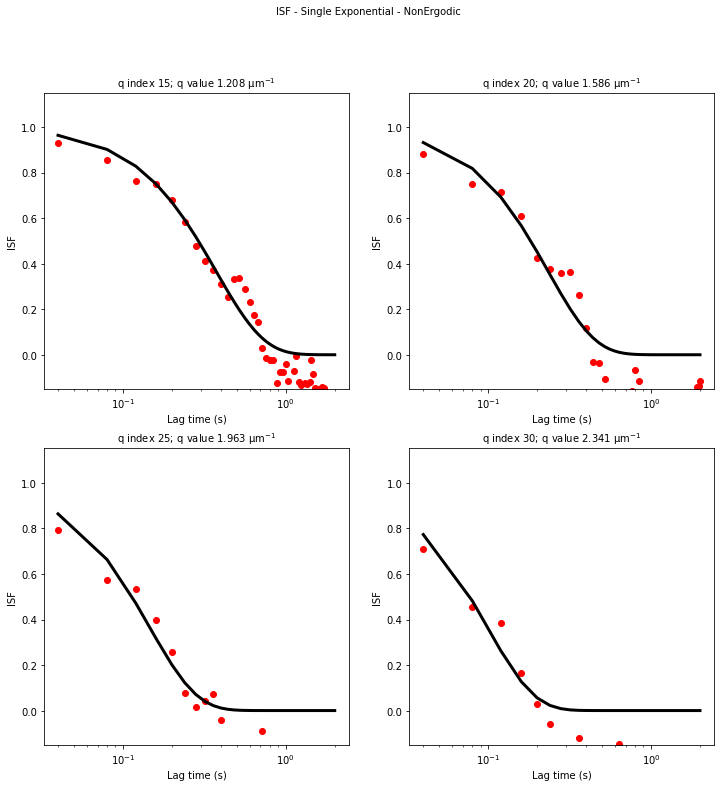 ISF - Single Exponential - NonErgodic
q index 15; q value 1.208 μm⁻¹
q index 20; q value 1.586 μm⁻¹
1.0
0.8
0.6
0.4
0.2
0.0
ISF
10⁻¹
10⁰
Lag time (s)
1.0
0.8
0.6
0.4
0.2
0.0
ISF
10⁻¹
10⁰
Lag time (s)
q index 25; q value 1.963 μm⁻¹
q index 30; q value 2.341 μm⁻¹
1.0
0.8
0.6
0.4
0.2
0.0
ISF
10⁻¹
10⁰
Lag time (s)
1.0
0.8
0.6
0.4
0.2
0.0
ISF
10⁻¹
10⁰
Lag time (s)